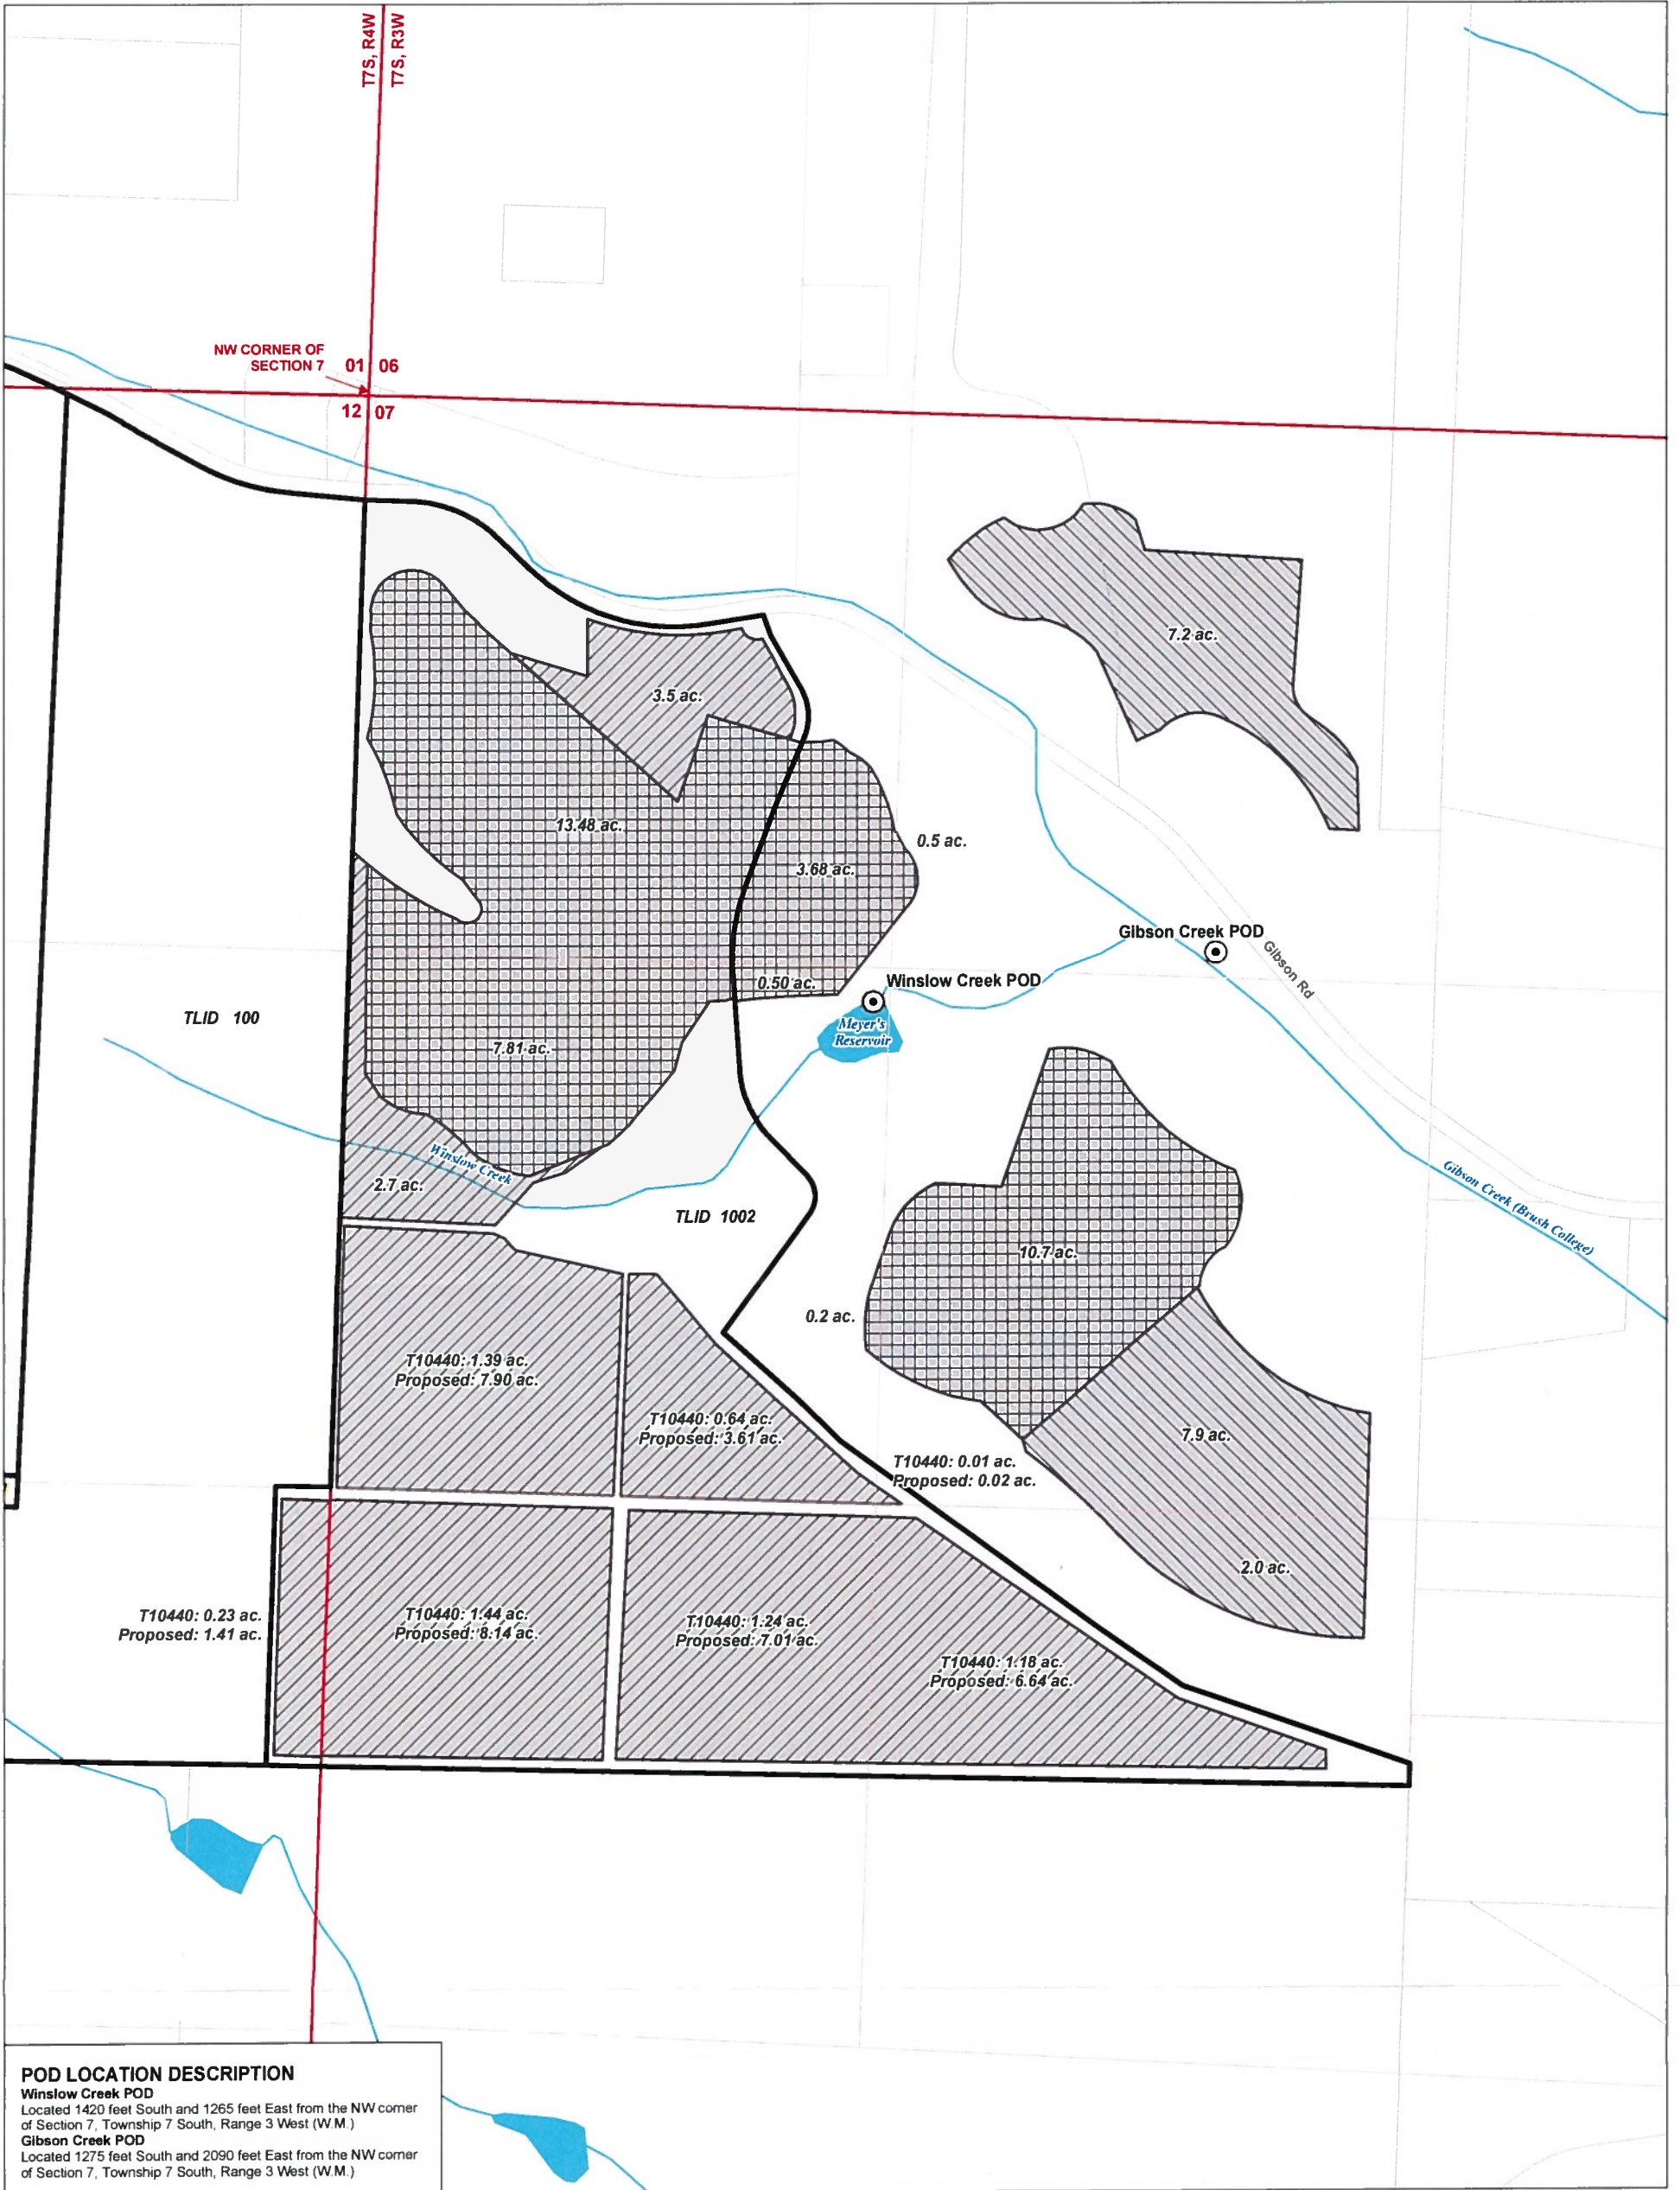 T7S, R4W
T7S, R3W
NW CORNER OF
SECTION 7
01 06
12 07
7.2 ac.
3.5 ac.
13.48 ac.
0.5 ac.
3.68 ac.
Gibson Creek POD
Gibson Rd
0.50 ac.
Winslow Creek POD
TLID 100
Meyer's
Reservoir
7.81 ac.
Winslow Creek
Gibson Creek (Brush College)
2.7 ac.
TLID 1002
10.7 ac.
0.2 ac.
T10440: 1.39 ac.
Proposed: 7.90 ac.
T10440: 0.64 ac.
Proposed: 3.61 ac.
7.9 ac.
T10440: 0.01 ac.
Proposed: 0.02 ac.
2.0 ac.
T10440: 0.23 ac.
Proposed: 1.41 ac.
T10440: 1.44 ac.
Proposed: 8.14 ac.
T10440: 1.24 ac.
Proposed: 7.01 ac.
T10440: 1.18 ac.
Proposed: 6.64 ac.
POD LOCATION DESCRIPTION
Winslow Creek POD
Located 1420 feet South and 1265 feet East from the NW corner
of Section 7, Township 7 South, Range 3 West (W.M.)
Gibson Creek POD
Located 1275 feet South and 2090 feet East from the NW corner
of Section 7, Township 7 South, Range 3 West (W.M.)